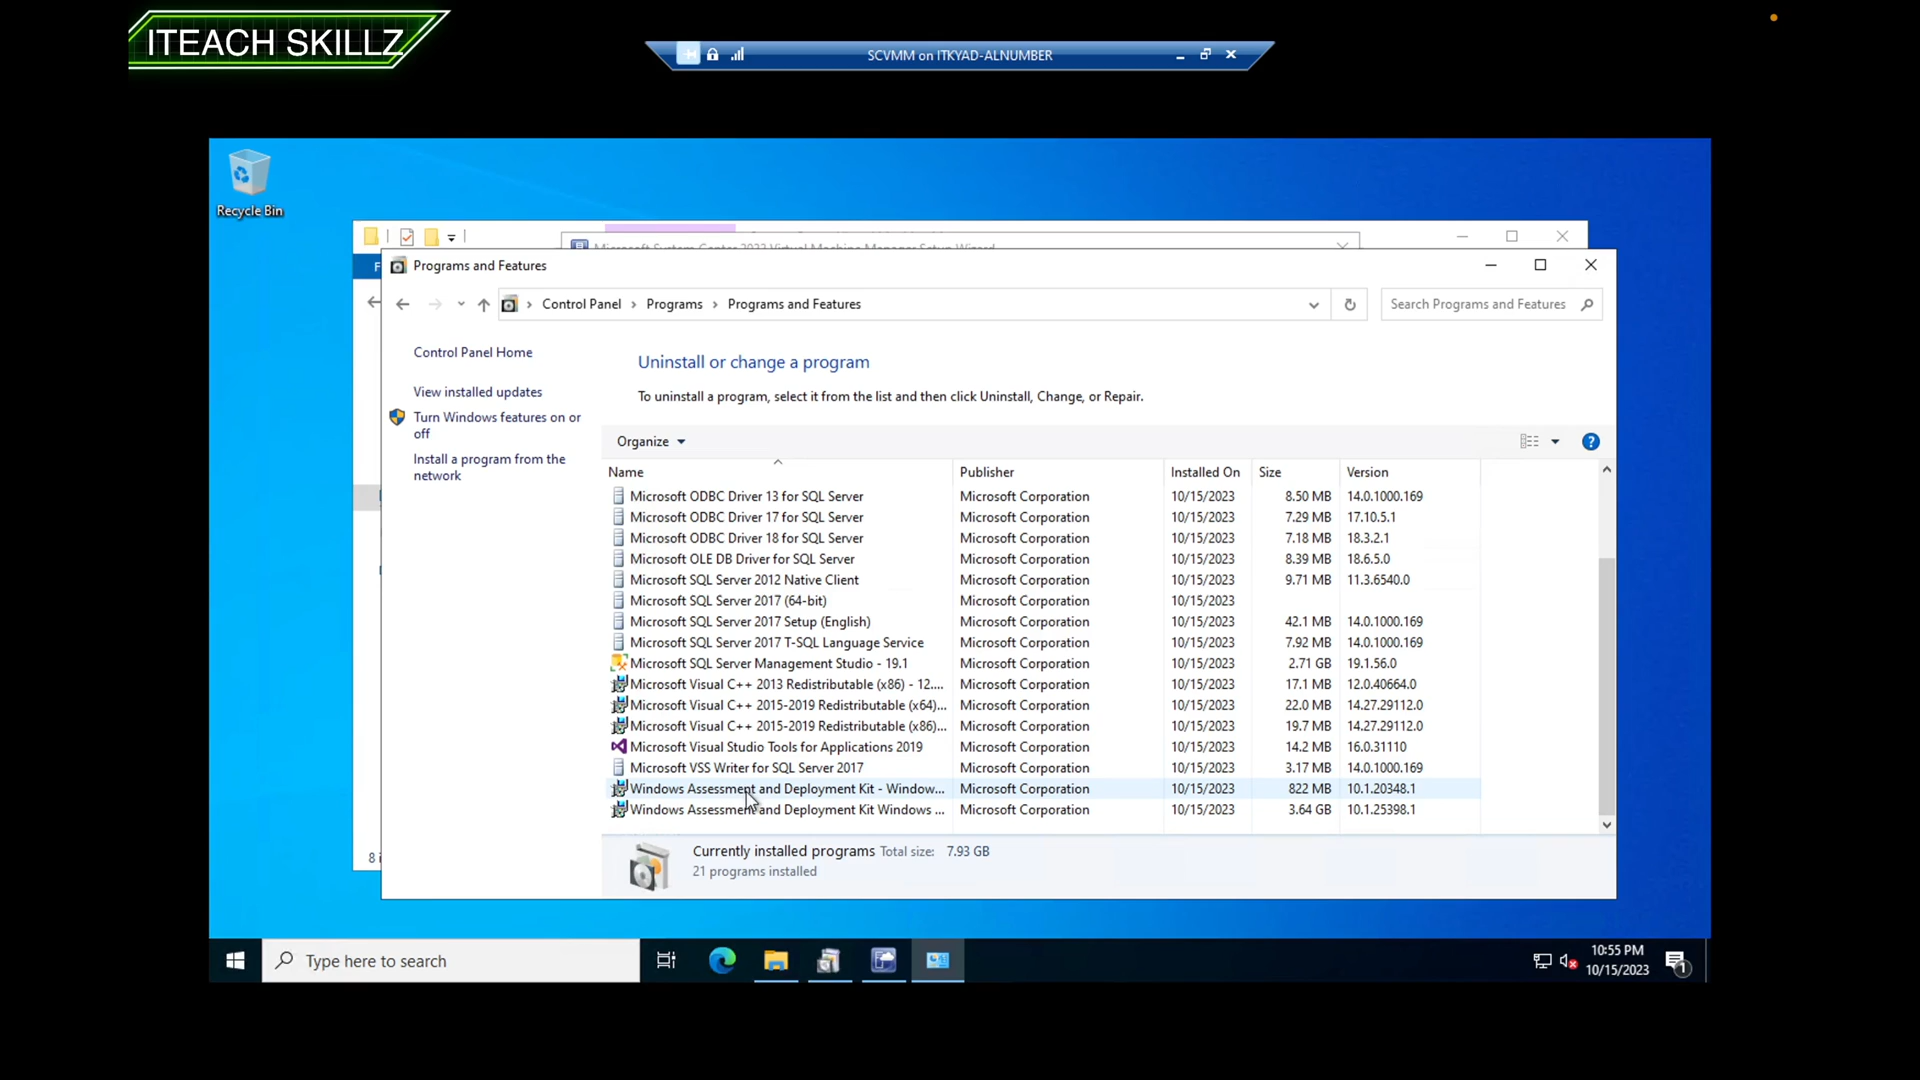 ITEACH SKILLZ
SCVMM on ITKYAD-ALNUMBER
Recycle Bin
Microsoft System Center 2022 Virtual Machine Manager Setup Wizard
F
Programs and Features
Control Panel > Programs > Programs and Features
Search Programs and Features
Control Panel Home
View installed updates
Turn Windows features on or
off
Install a program from the
network
Uninstall or change a program
To uninstall a program, select it from the list and then click Uninstall, Change, or Repair.
Organize
Name Publisher Installed On Size Version
Microsoft ODBC Driver 13 for SQL Server Microsoft Corporation 10/15/2023 8.50 MB 14.0.1000.169
Microsoft ODBC Driver 17 for SQL Server Microsoft Corporation 10/15/2023 7.29 MB 17.10.5.1
Microsoft ODBC Driver 18 for SQL Server Microsoft Corporation 10/15/2023 7.18 MB 18.3.2.1
Microsoft OLE DB Driver for SQL Server Microsoft Corporation 10/15/2023 8.39 MB 18.6.5.0
Microsoft SQL Server 2012 Native Client Microsoft Corporation 10/15/2023 9.71 MB 11.3.6540.0
Microsoft SQL Server 2017 (64-bit) Microsoft Corporation 10/15/2023
Microsoft SQL Server 2017 Setup (English) Microsoft Corporation 10/15/2023 42.1 MB 14.0.1000.169
Microsoft SQL Server 2017 T-SQL Language Service Microsoft Corporation 10/15/2023 7.92 MB 14.0.1000.169
Microsoft SQL Server Management Studio - 19.1 Microsoft Corporation 10/15/2023 2.71 GB 19.1.56.0
Microsoft Visual C++ 2013 Redistributable (x86) - 12.... Microsoft Corporation 10/15/2023 17.1 MB 12.0.40664.0
Microsoft Visual C++ 2015-2019 Redistributable (x64)... Microsoft Corporation 10/15/2023 22.0 MB 14.27.29112.0
Microsoft Visual C++ 2015-2019 Redistributable (x86)... Microsoft Corporation 10/15/2023 19.7 MB 14.27.29112.0
Microsoft Visual Studio Tools for Applications 2019 Microsoft Corporation 10/15/2023 14.2 MB 16.0.31110
Microsoft VSS Writer for SQL Server 2017 Microsoft Corporation 10/15/2023 3.17 MB 14.0.1000.169
Windows Assessment and Deployment Kit - Window... Microsoft Corporation 10/15/2023 822 MB 10.1.20348.1
Windows Assessment and Deployment Kit Windows ... Microsoft Corporation 10/15/2023 3.64 GB 10.1.25398.1
8 i
Currently installed programs Total size: 7.93 GB
21 programs installed
Type here to search
10:55 PM
10/15/2023
1